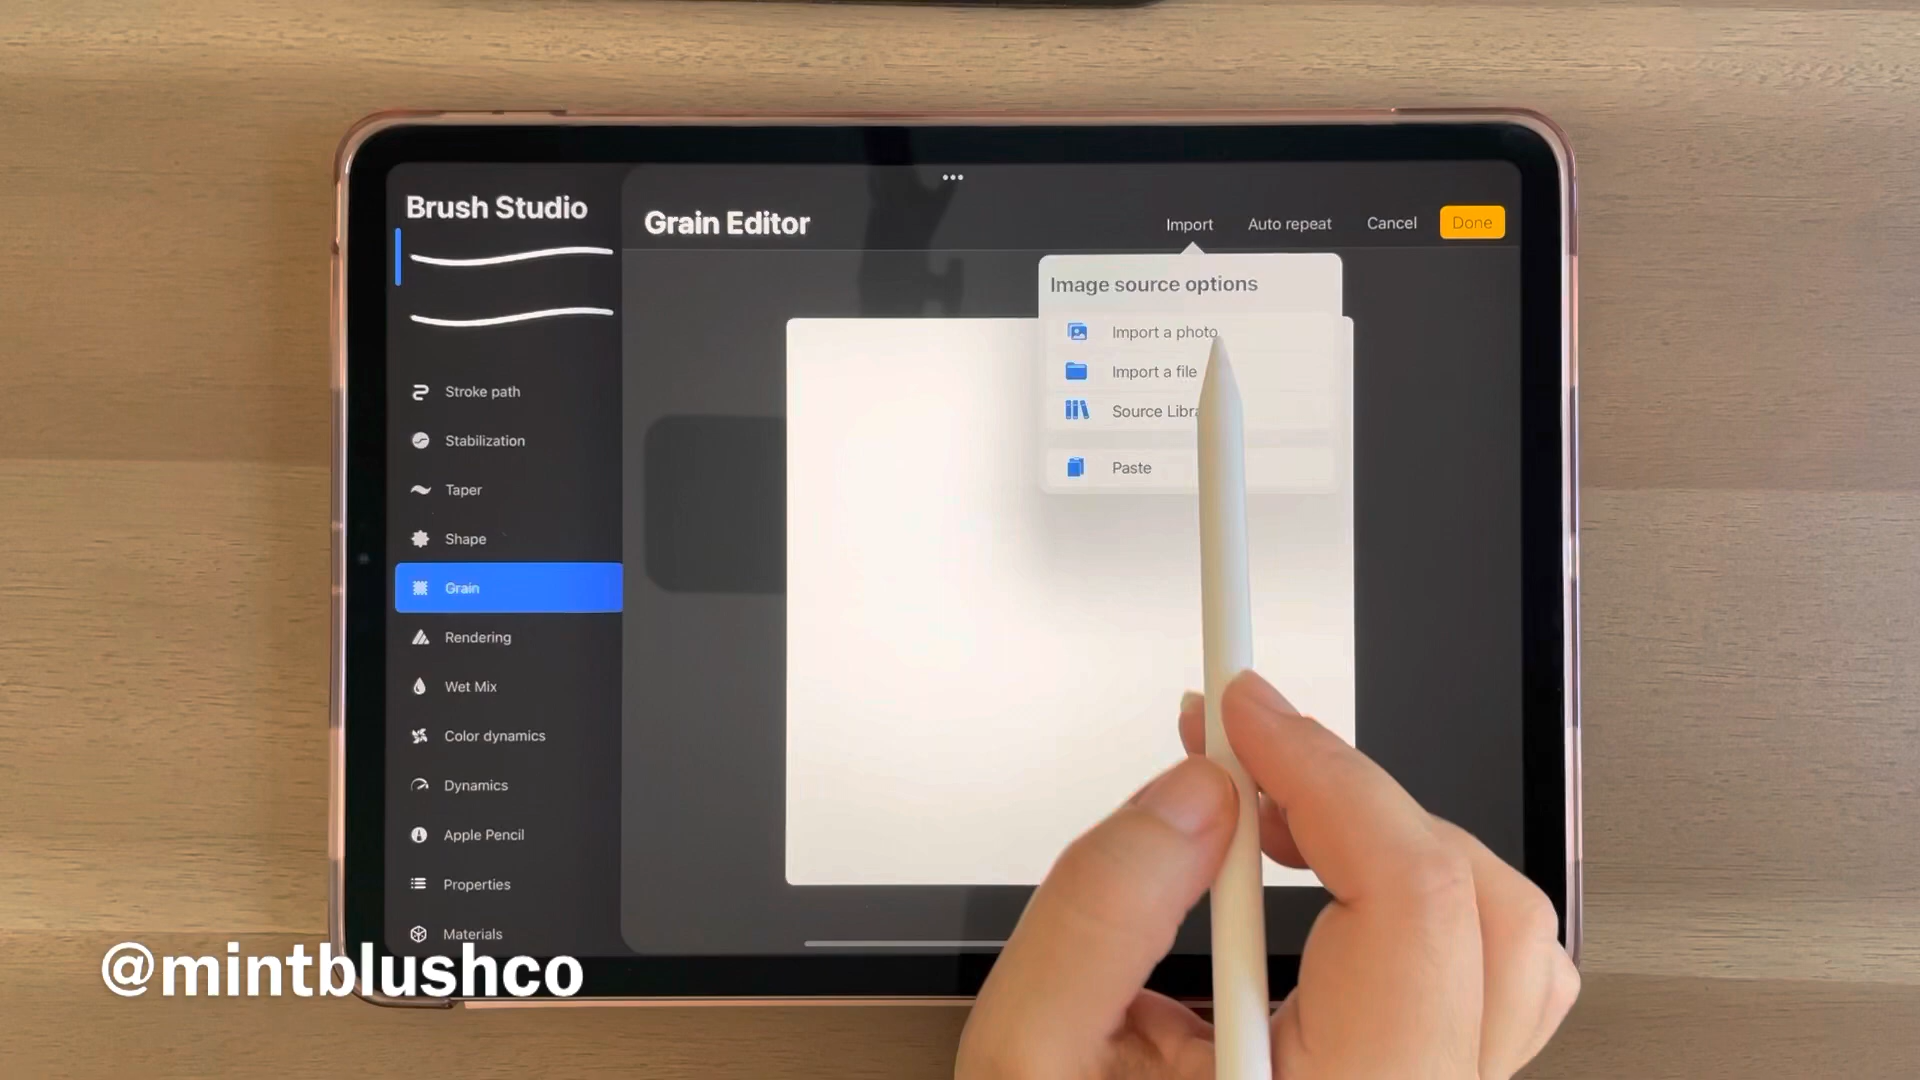 Brush Studio
Stroke path
Stabilization
Taper
Shape
Grain
Rendering
Wet Mix
Color dynamics
Dynamics
Apple Pencil
Properties
Materials
Grain Editor
Import
Auto repeat
Cancel
Done
Image source options
Import a photo
Import a file
Source
Paste
@mintblushco